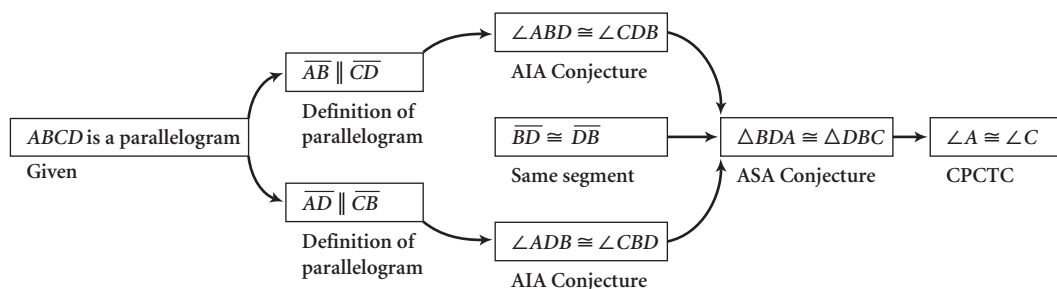 ∠ABD ≅ ∠CDB
AIA Conjecture
AB ∥ CD
Definition of
parallelogram
ABCD is a parallelogram
Given
BD ≅ DB
Same segment
△BDA ≅ △DBC
ASA Conjecture
∠A ≅ ∠C
CPCTC
AD ∥ CB
Definition of
parallelogram
∠ADB ≅ ∠CBD
AIA Conjecture